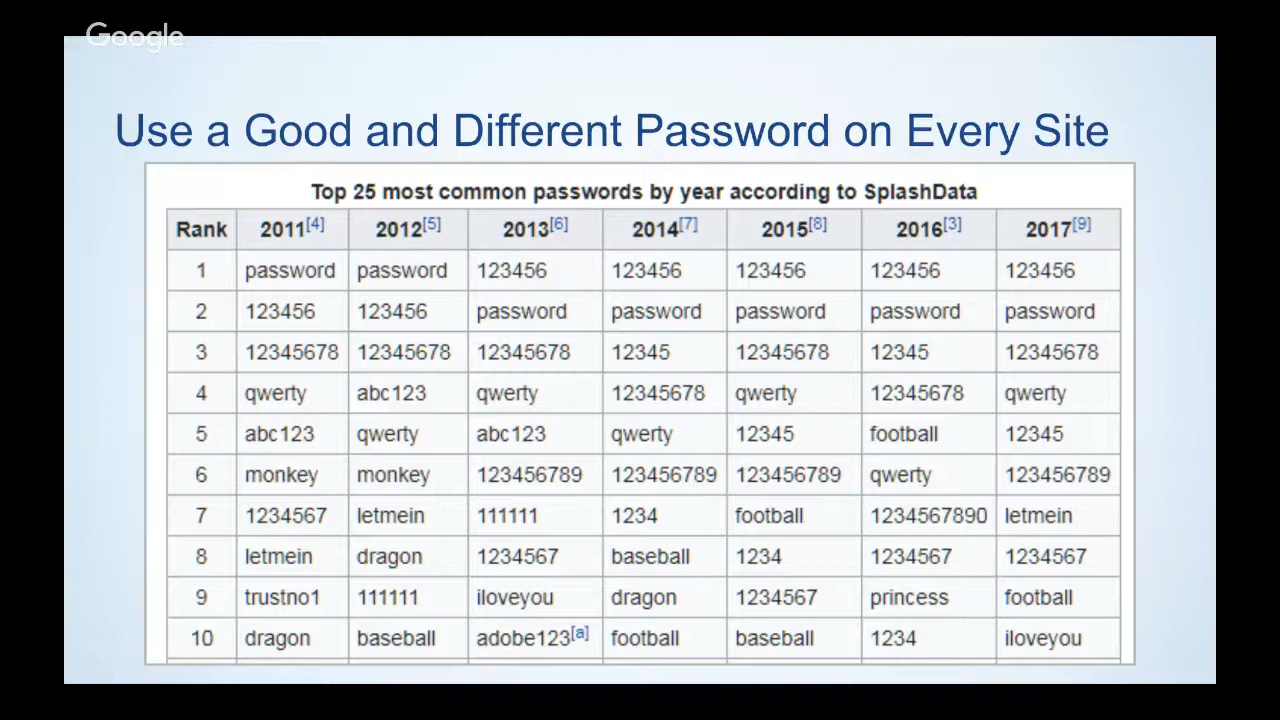 Google
Use a Good and Different Password on Every Site
Top 25 most common passwords by year according to SplashData
Rank 2011[4] 2012[5] 2013[6] 2014[7] 2015[8] 2016[3] 2017[9]
1 password password 123456 123456 123456 123456 123456
2 123456 123456 password password password password password
3 12345678 12345678 12345678 12345 12345678 12345 12345678
4 qwerty abc123 qwerty 12345678 qwerty 12345678 qwerty
5 abc123 qwerty abc123 qwerty 12345 football 12345
6 monkey monkey 123456789 123456789 123456789 qwerty 123456789
7 1234567 letmein 111111 1234 football 1234567890 letmein
8 letmein dragon 1234567 baseball 1234 1234567 1234567
9 trustno1 111111 iloveyou dragon 1234567 princess football
10 dragon baseball adobe123[a] football baseball 1234 iloveyou